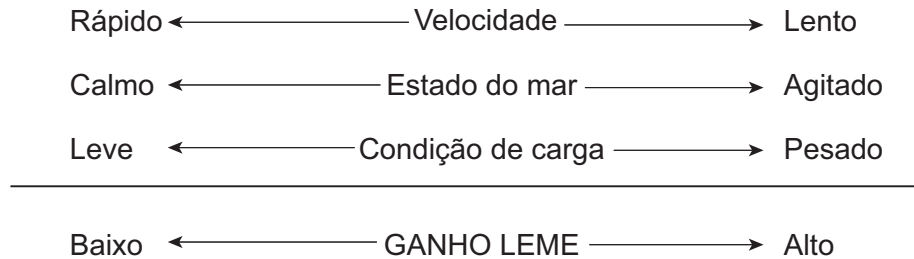 Rápido Velocidade Lento
Calmo Estado do mar Agitado
Leve Condição de carga Pesado
Baixo GANHO LEME Alto